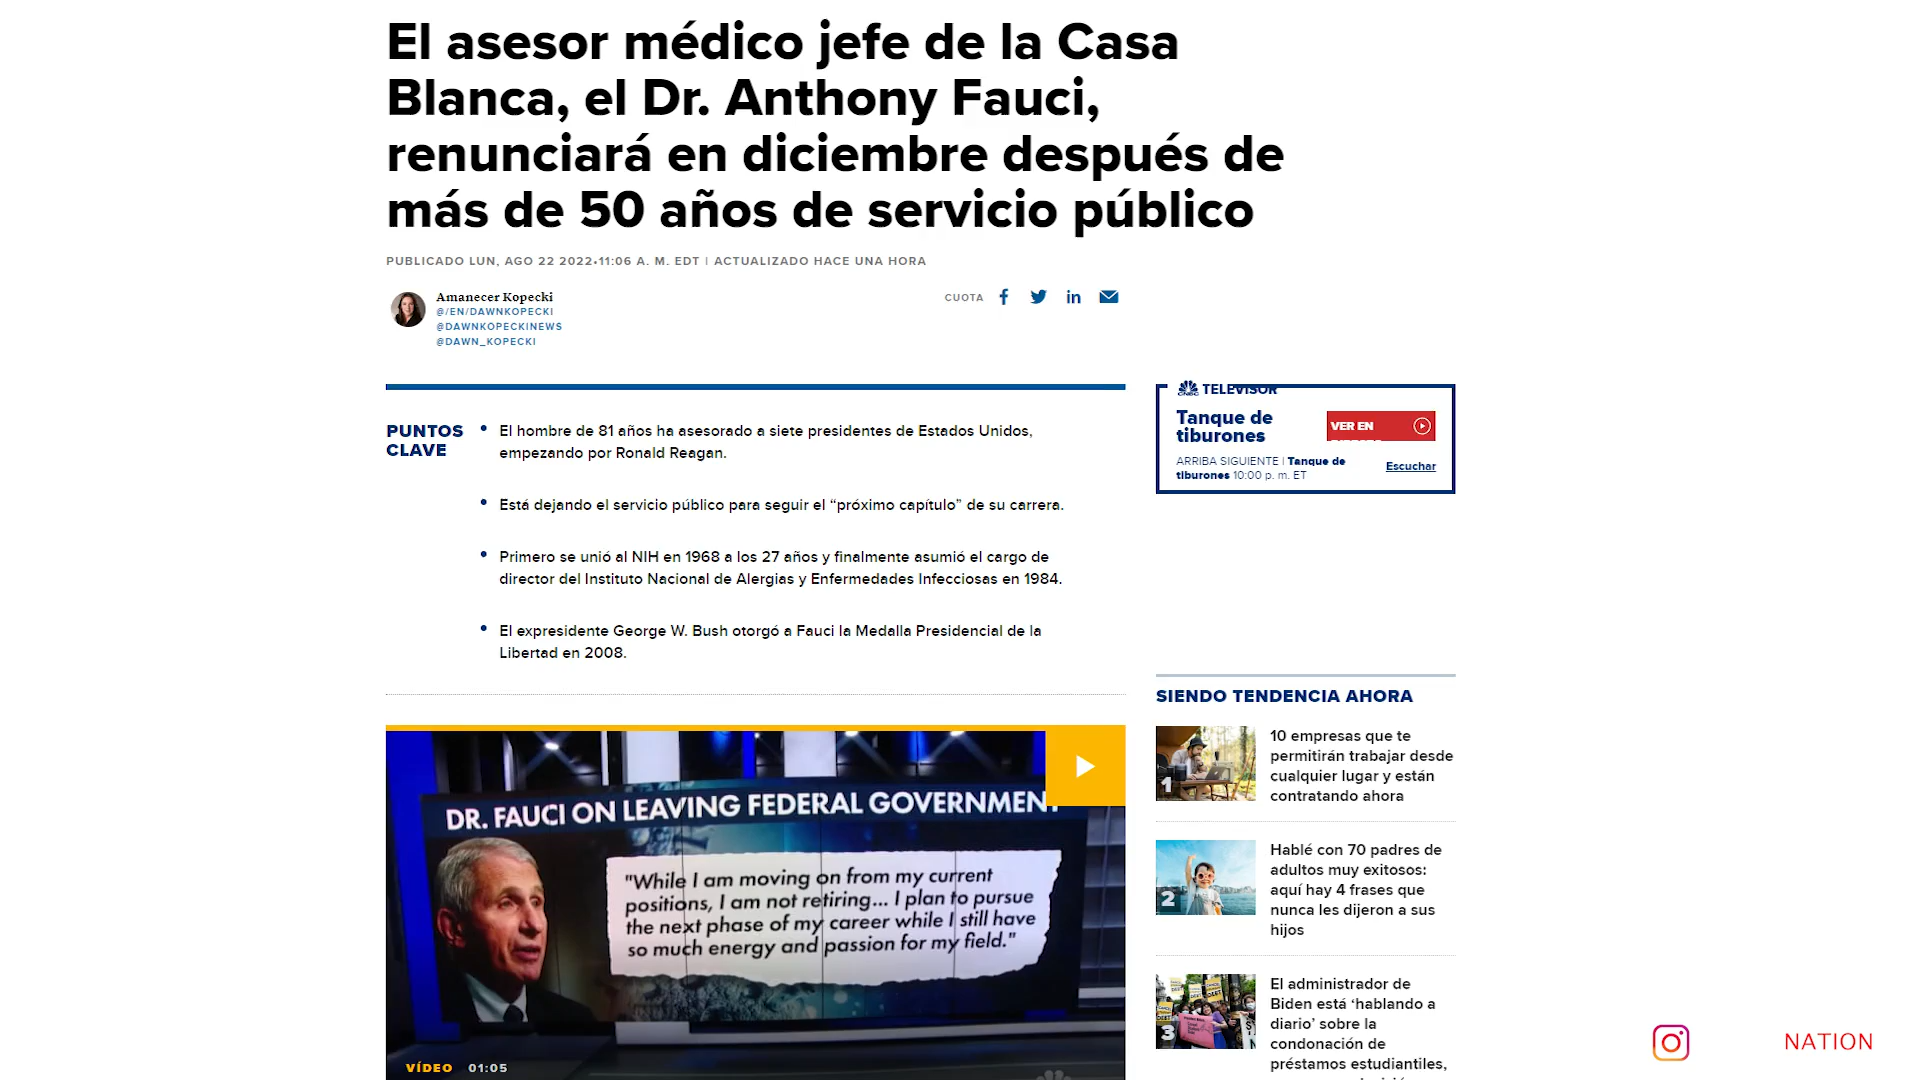 El asesor médico jefe de la Casa
Blanca, el Dr. Anthony Fauci,
renunciará en diciembre después de
más de 50 años de servicio público
PUBLICADO LUN, AGO 22 2022•11:06 A. M. EDT | ACTUALIZADO HACE UNA HORA
Amanecer Kopecki
@/EN/DAWNKOPECKI
@DAWNKOPECKINEWS
@DAWN_KOPECKI
CUOTA
PUNTOS
CLAVE
El hombre de 81 años ha asesorado a siete presidentes de Estados Unidos,
empezando por Ronald Reagan.
Está dejando el servicio público para seguir el “próximo capítulo” de su carrera.
Primero se unió al NIH en 1968 a los 27 años y finalmente asumió el cargo de
director del Instituto Nacional de Alergias y Enfermedades Infecciosas en 1984.
El expresidente George W. Bush otorgó a Fauci la Medalla Presidencial de la
Libertad en 2008.
DR. FAUCI ON LEAVING FEDERAL GOVERNMENT
"While I am moving on from my current
positions, I am not retiring... I plan to pursue
the next phase of my career while I still have
so much energy and passion for my field."
VÍDEO 01:05
CNBC TELEVISOR
Tanque de
tiburones
VER EN
ARRIBA SIGUIENTE | Tanque de
tiburones 10:00 p. m. ET
Escuchar
SIENDO TENDENCIA AHORA
1
10 empresas que te
permitirán trabajar desde
cualquier lugar y están
contratando ahora
2
Hablé con 70 padres de
adultos muy exitosos:
aquí hay 4 frases que
nunca les dijeron a sus
hijos
3
El administrador de
Biden está ‘hablando a
diario’ sobre la
condonación de
préstamos estudiantiles,
NATION